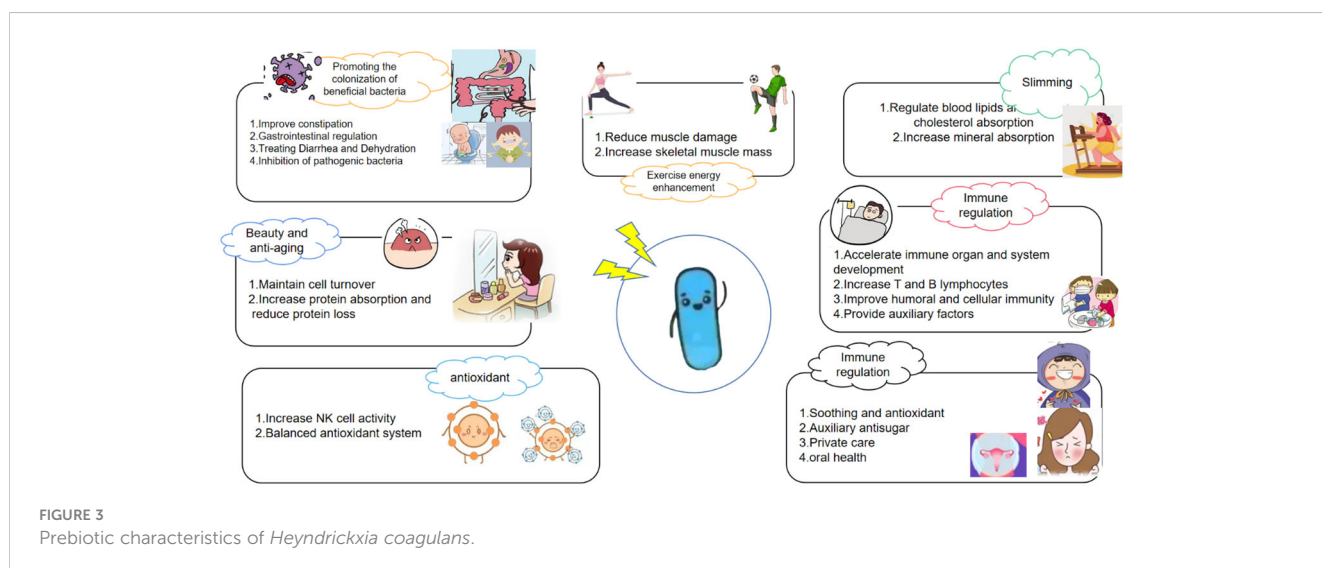 Promoting the
colonization of
beneficial bacteria
1.Improve constipation
2.Gastrointestinal regulation
3.Treating Diarrhea and Dehydration
4.Inhibition of pathogenic bacteria
1.Reduce muscle damage
2.Increase skeletal muscle mass
Exercise energy
enhancement
Slimming
1.Regulate blood lipids a
cholesterol absorption
2.Increase mineral absorption
Beauty and
anti-aging
1.Maintain cell turnover
2.Increase protein absorption and
reduce protein loss
Immune
regulation
1.Accelerate immune organ and system
development
2.Increase T and B lymphocytes
3.Improve humoral and cellular immunity
4.Provide auxiliary factors
antioxidant
1.Increase NK cell activity
2.Balanced antioxidant system
Immune
regulation
1.Soothing and antioxidant
2.Auxiliary antisugar
3.Private care
4.oral health
FIGURE 3
Prebiotic characteristics of Heyndrickxia coagulans.